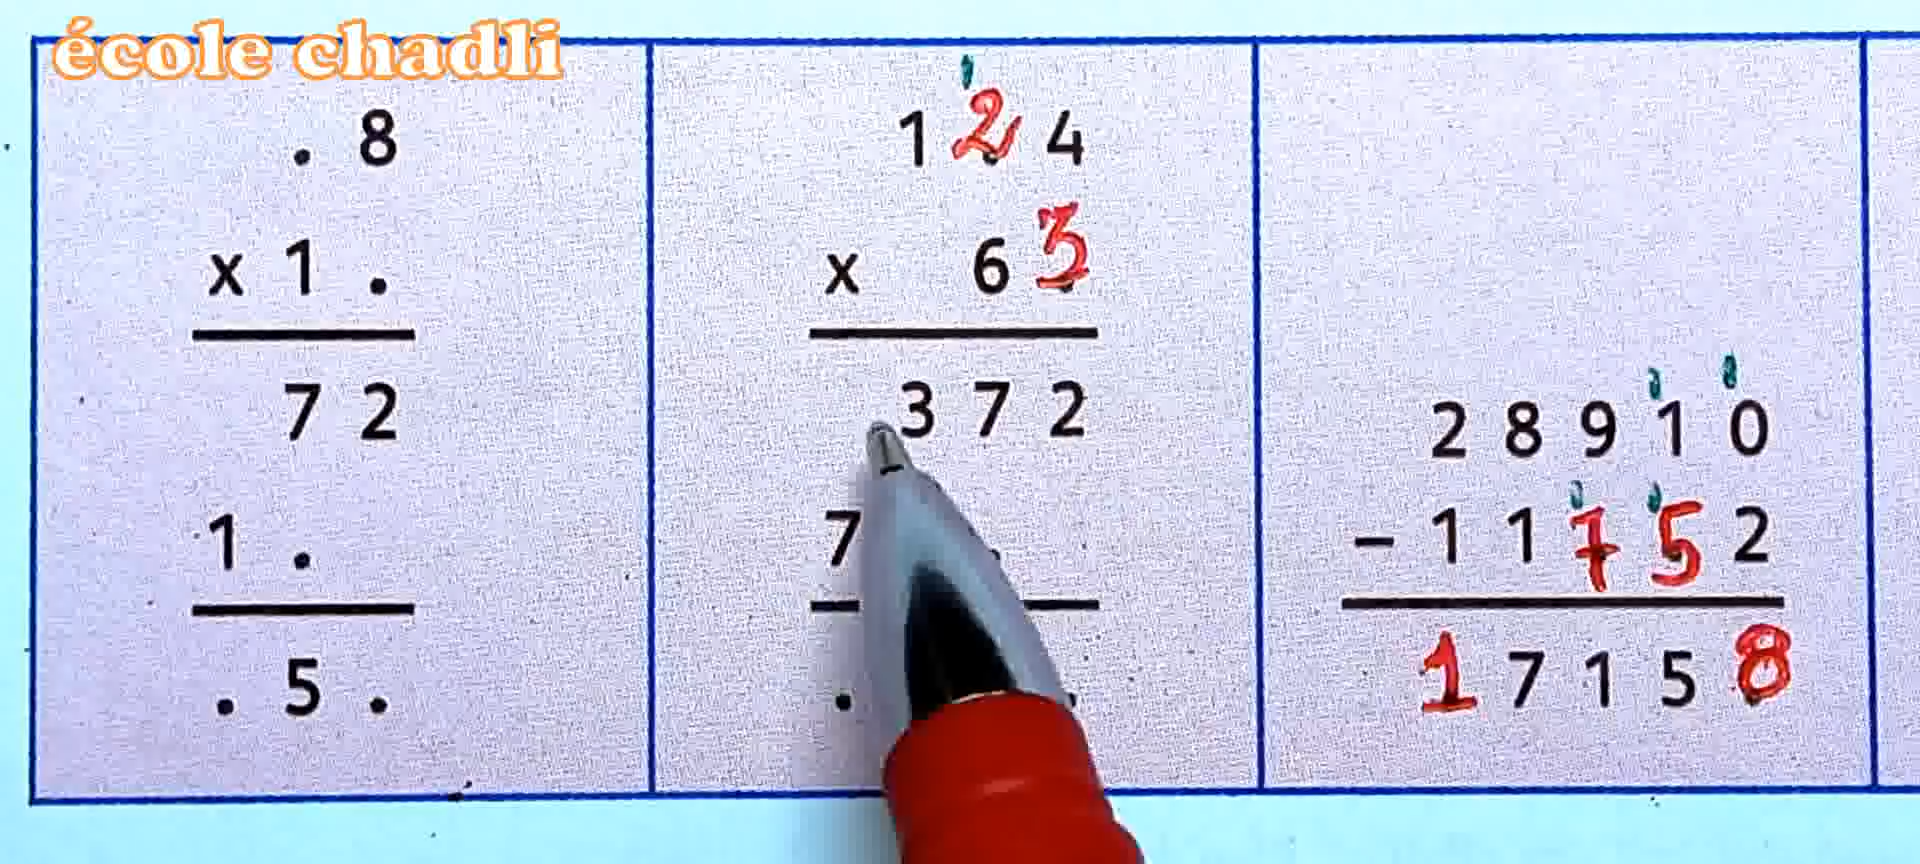 école chadli
. 8
x 1 .
7 2
1 .
. 5 .
1 2 4
x 6 3
3 7 2
7 .
. .
2 8 9 1 0
- 1 1 7 5 2
1 7 1 5 8